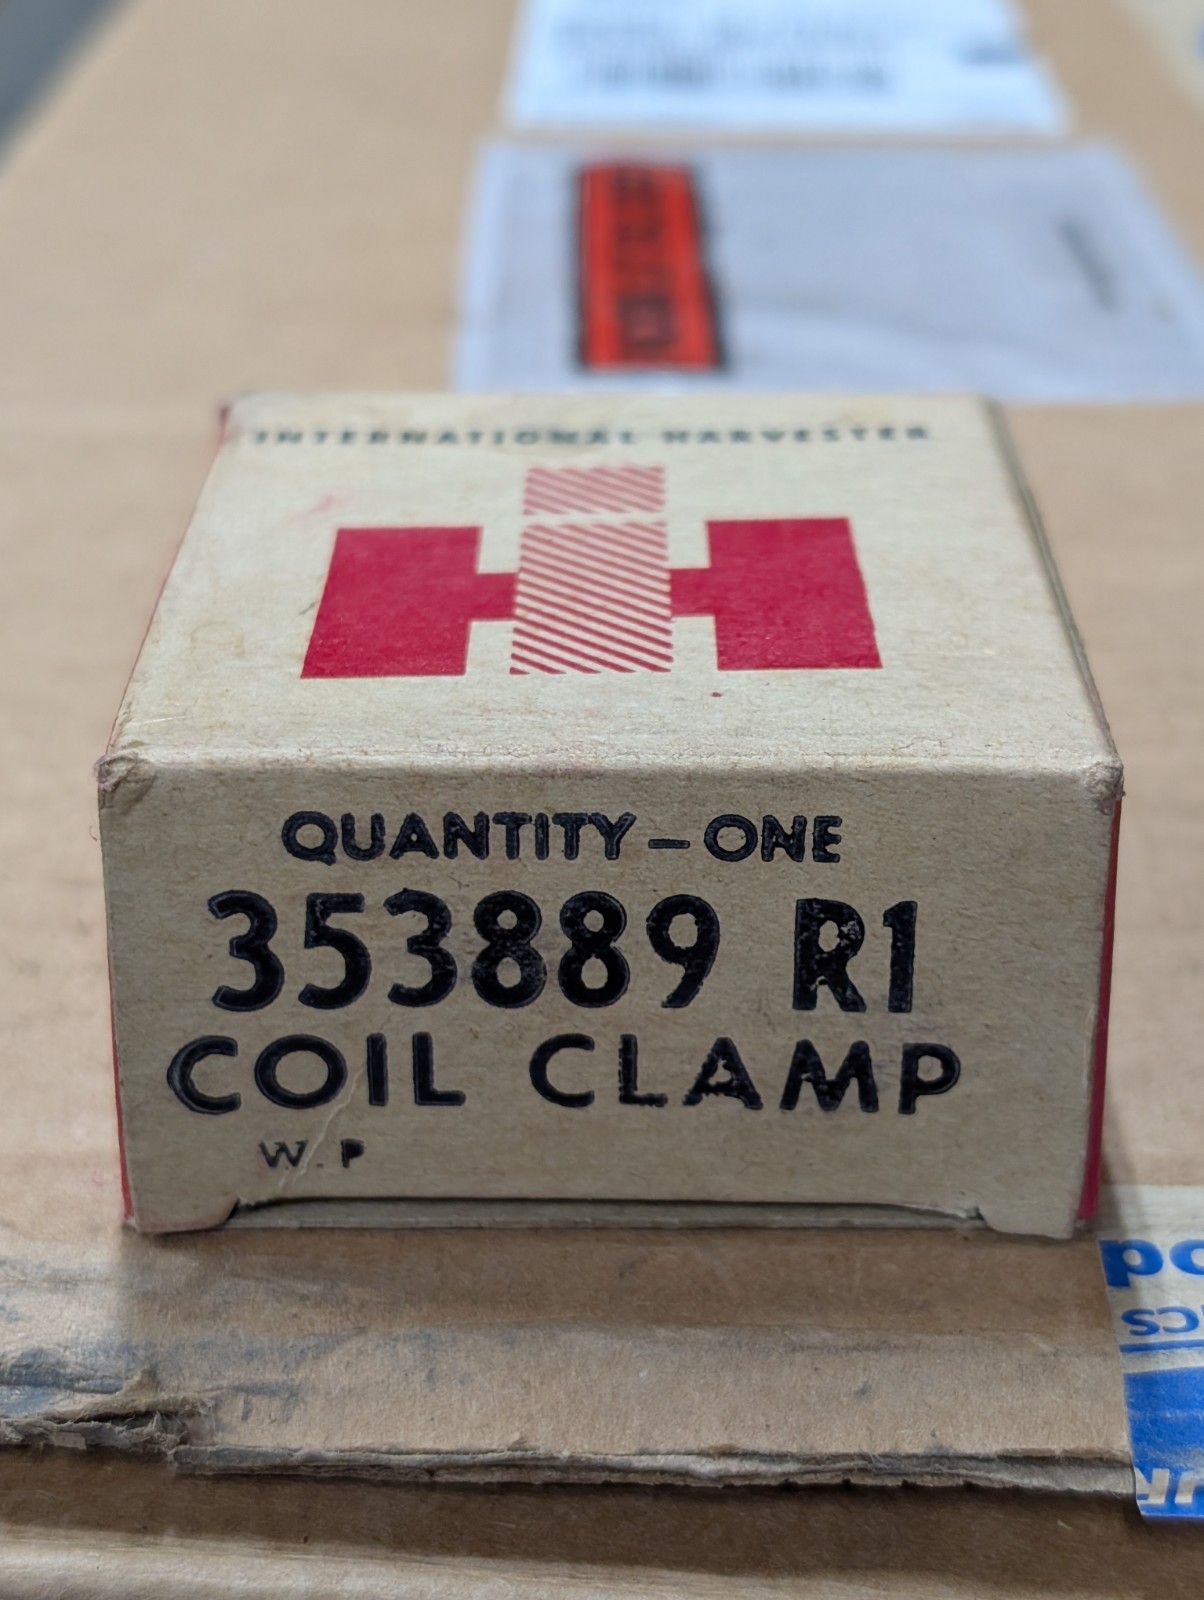 INTERNATIONAL HARVESTER
QUANTITY – ONE
353889 R1
COIL CLAMP
W.P